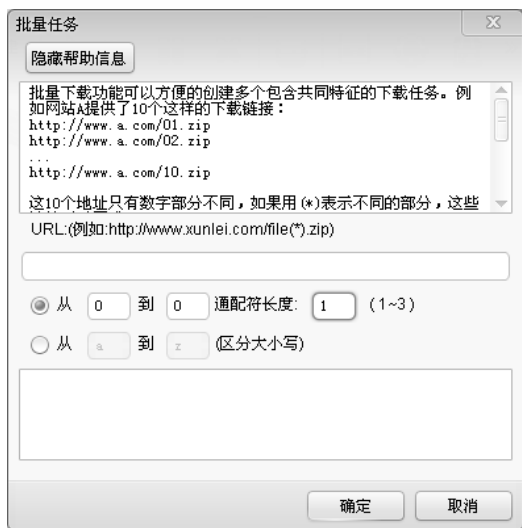 批量任务
隐藏帮助信息
批量下载功能可以方便的创建多个包含共同特征的下载任务。例
如网站A提供了10个这样的下载链接：
http://www.a.com/01.zip
http://www.a.com/02.zip
...
http://www.a.com/10.zip
这10个地址只有数字部分不同，如果用(*)表示不同的部分，这些
URL:(例如:http://www.xunlei.com/file(*).zip)
从 0 到 0 通配符长度: 1 (1~3)
从 a 到 z (区分大小写)
确定 取消